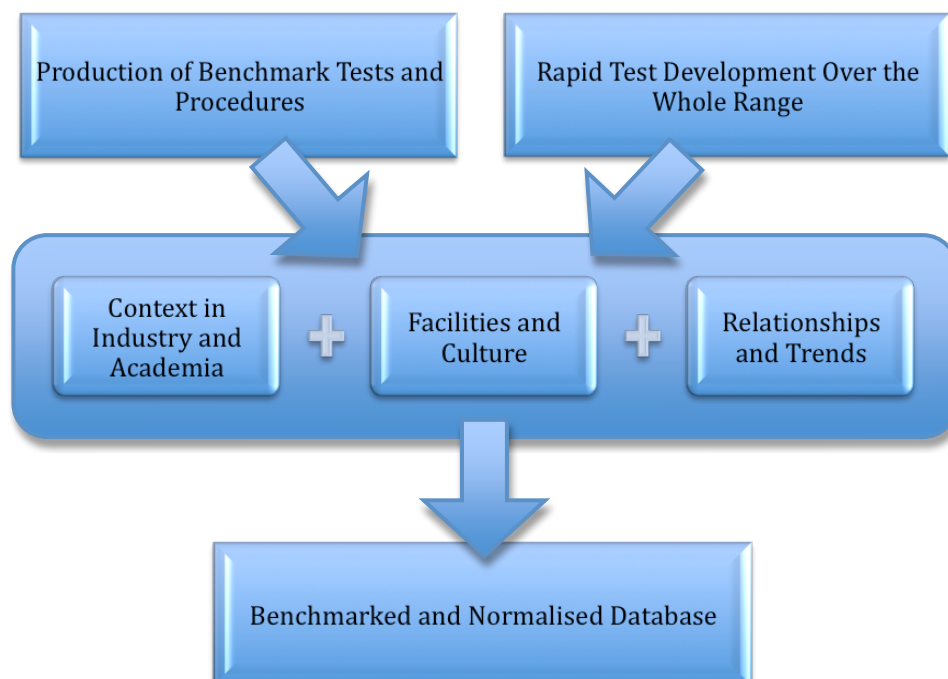 Production of Benchmark Tests and
Procedures
Rapid Test Development Over the
Whole Range
Context in
Industry and
Academia
Facilities and
Culture
Relationships
and Trends
Benchmarked and Normalised Database